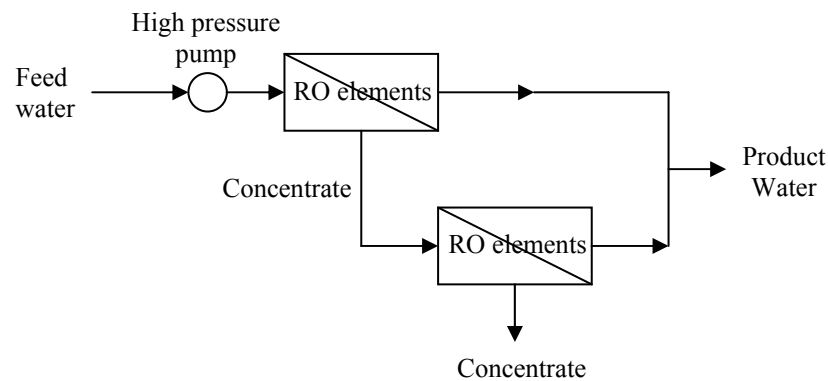 High pressure
pump
Feed
water
RO elements
Concentrate
Product
Water
RO elements
Concentrate